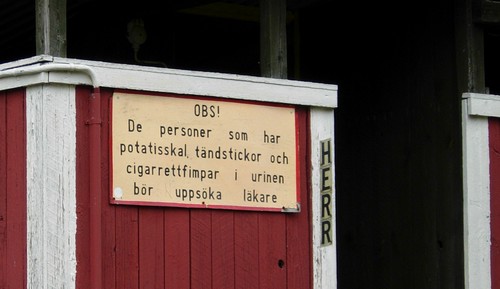 OBS!
De personer som har
potatisskal, tändstickor och
cigarrettfimpar i urinen
bör uppsöka läkare
HERR